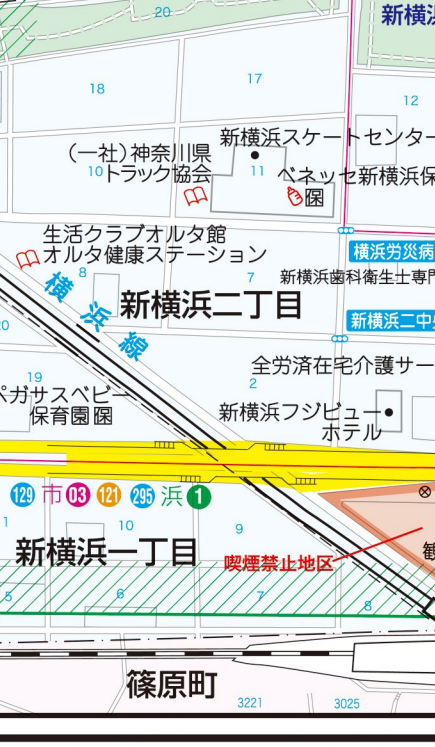 20
新横浜
18
17
12
新横浜スケートセンター
(一社)神奈川県
10 トラック協会
11 ベネッセ新横浜保
保
生活クラブオルタ館
オルタ健康ステーション
横浜労災病
8
7
新横浜歯科衛生士専門
横浜線
新横浜二丁目
新横浜二中央
20
全労済在宅介護サー
19
2
ペガサスベビー
保育園 保
新横浜フジビュー
ホテル
129 市 03 121 295 浜 1
1
10
9
新横浜一丁目
喫煙禁止地区
観
5
6
7
8
篠原町
3221
3025